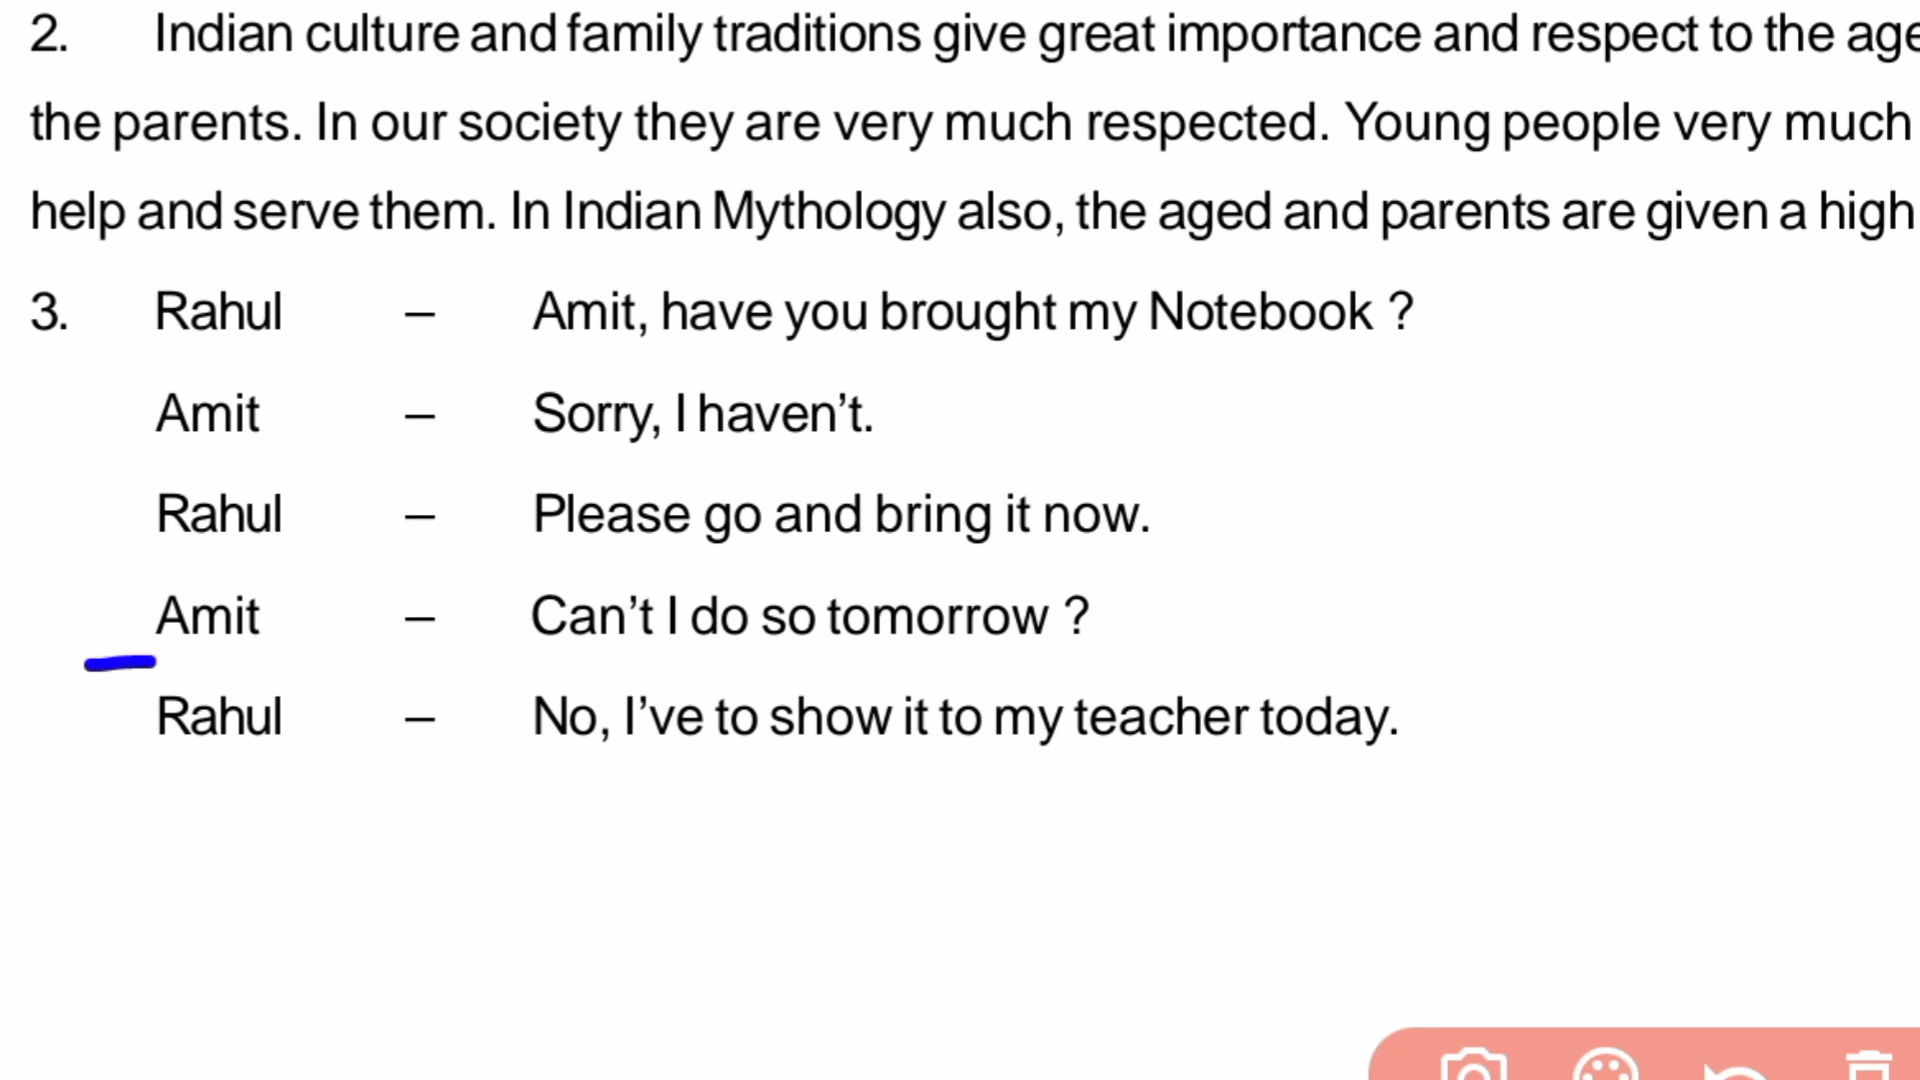 2. Indian culture and family traditions give great importance and respect to the
the parents. In our society they are very much respected. Young people very much
help and serve them. In Indian Mythology also, the aged and parents are given a high
3. Rahul – Amit, have you brought my Notebook ?
Amit – Sorry, I haven’t.
Rahul – Please go and bring it now.
Amit – Can’t I do so tomorrow ?
Rahul – No, I’ve to show it to my teacher today.